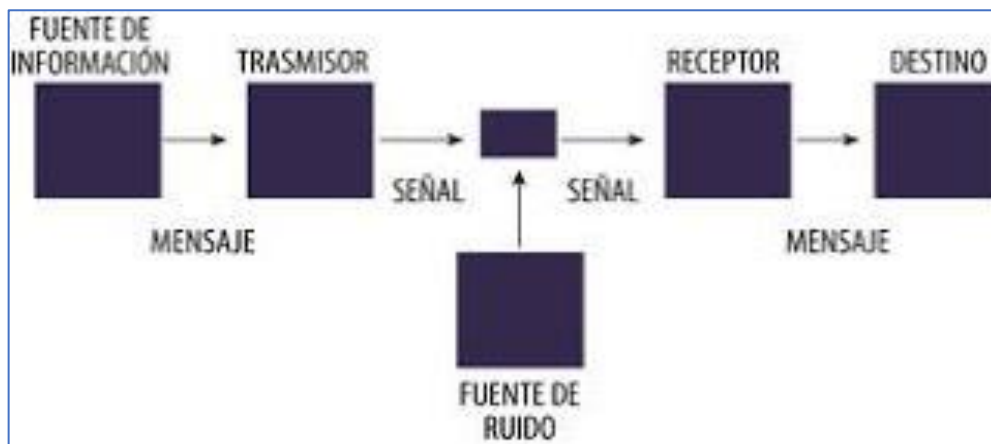 FUENTE DE
INFORMACIÓN
TRASMISOR
RECEPTOR
DESTINO
SEÑAL
SEÑAL
MENSAJE
MENSAJE
FUENTE DE
RUIDO